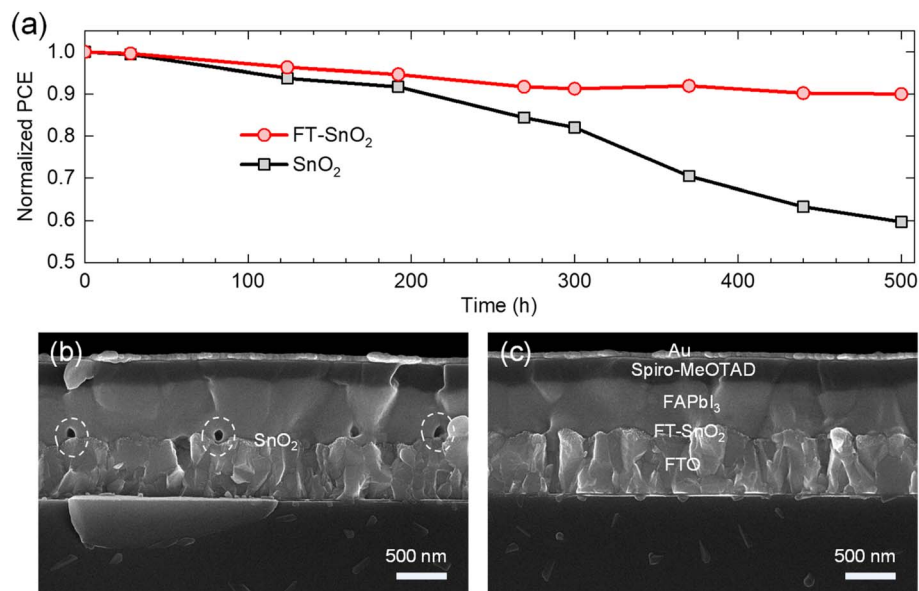 (a)
Normalized PCE
1.0
0.9
0.8
0.7
0.6
0.5
FT-SnO₂
SnO₂
0 100 200 300 400 500
Time (h)
(b)
SnO₂
500 nm
(c)
Au
Spiro-MeOTAD
FAPbI₃
FT-SnO₂
FTO
500 nm